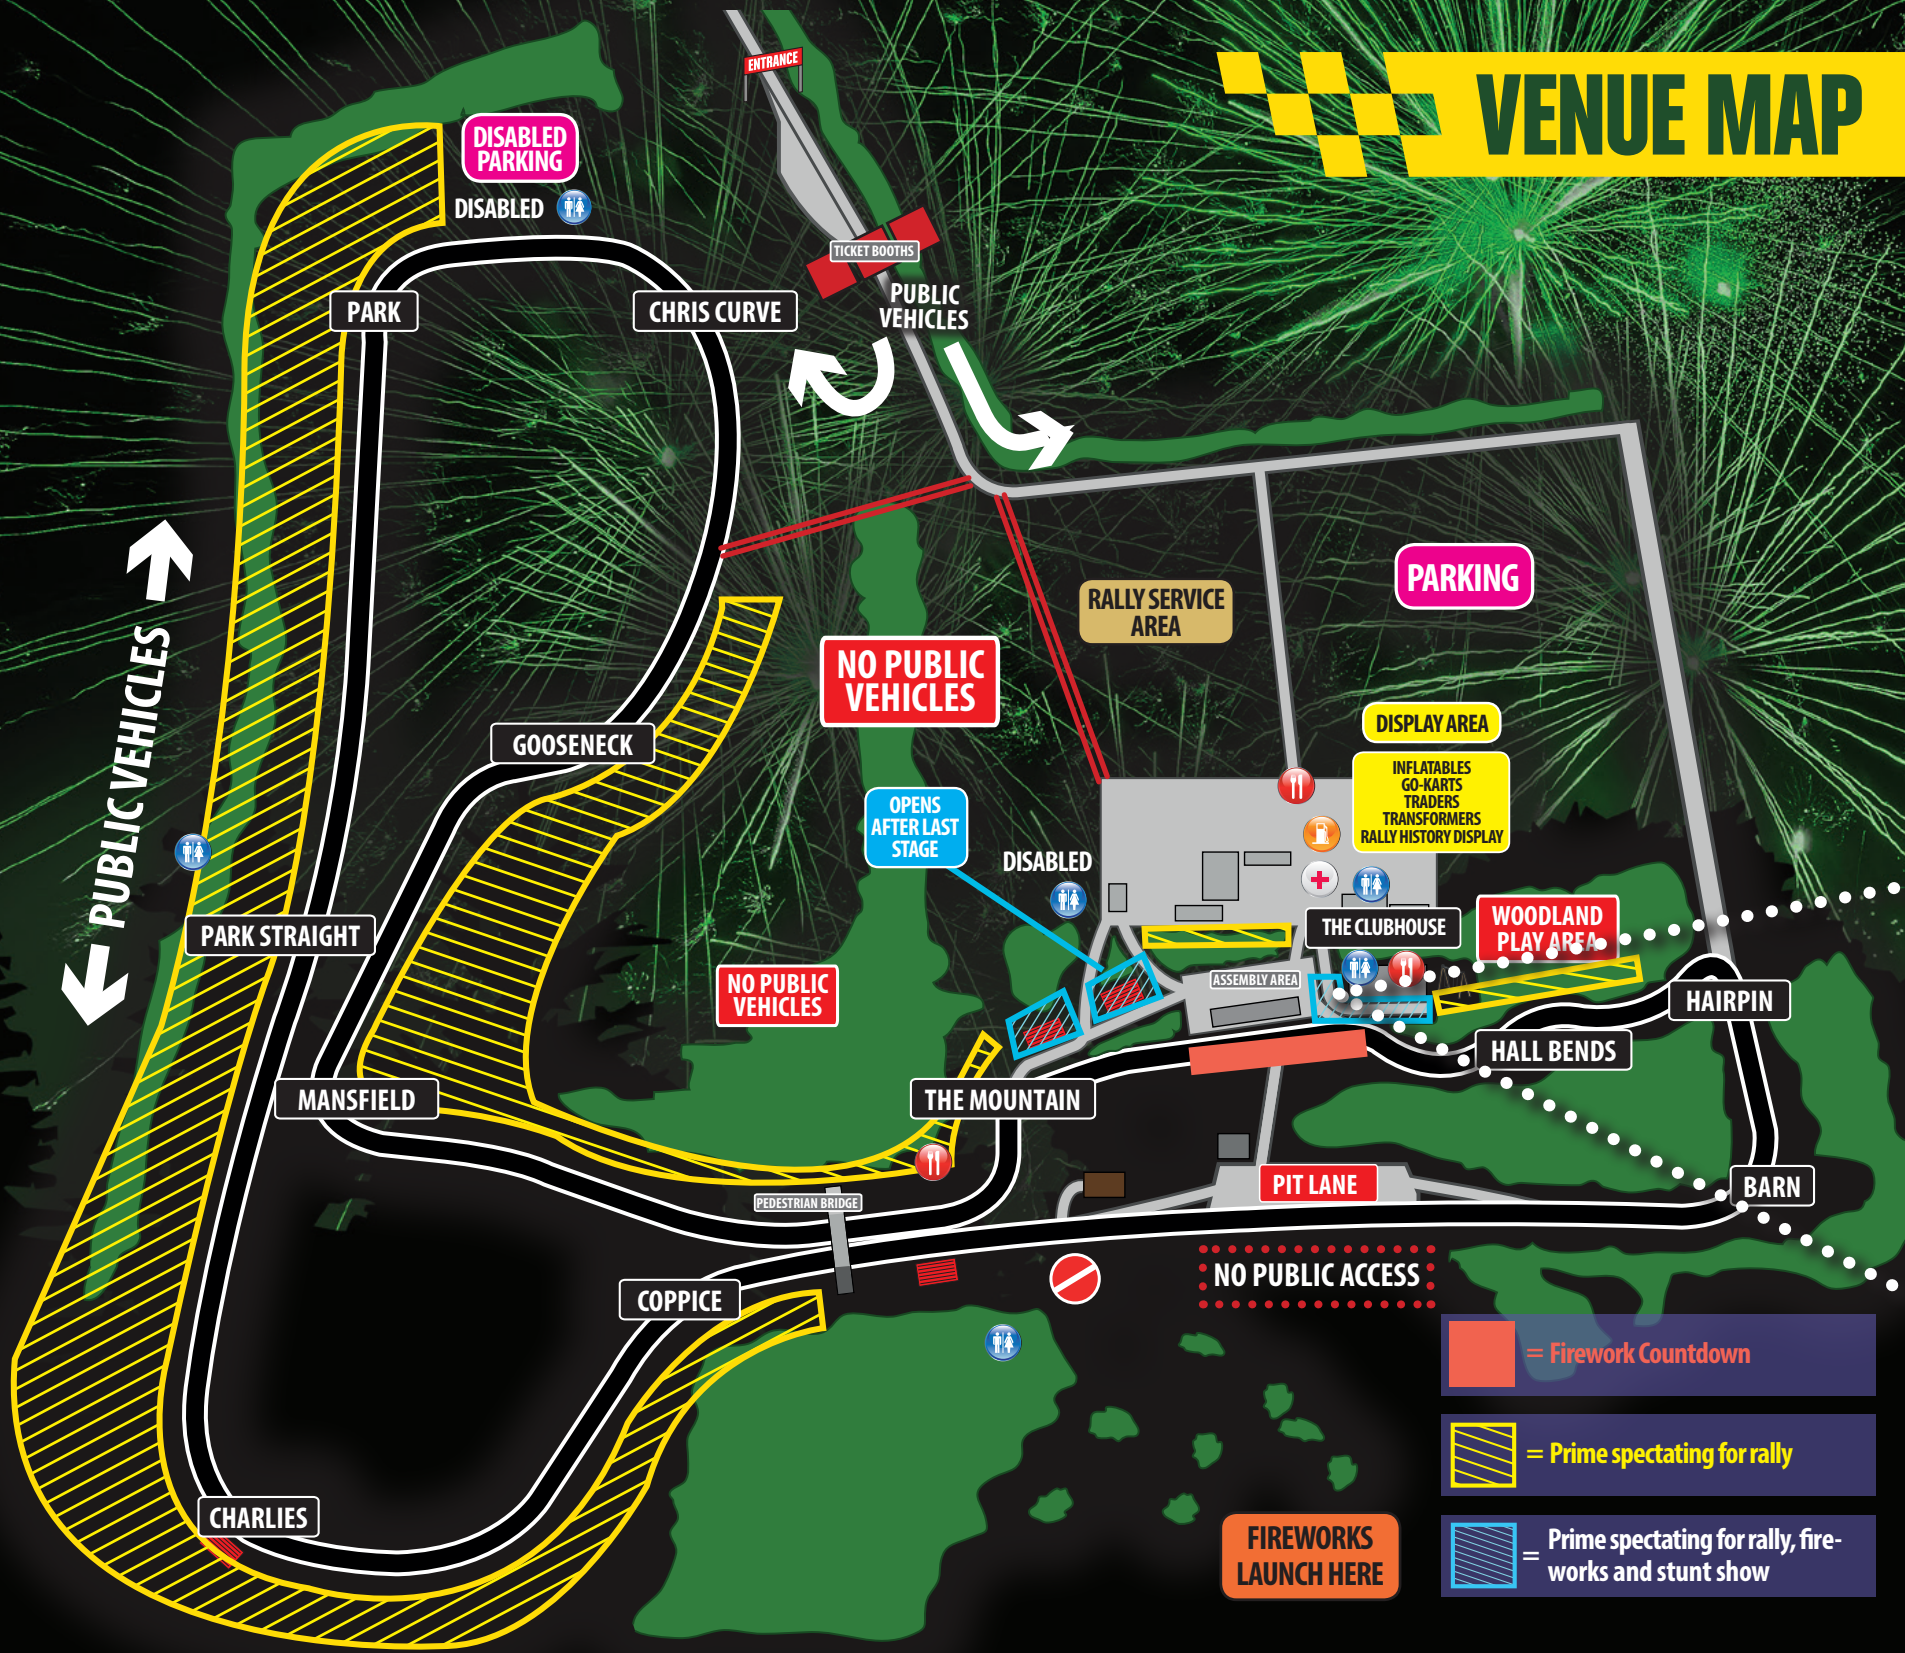 ENTRANCE
VENUE MAP
DISABLED
PARKING
DISABLED
TICKET BOOTHS
PUBLIC
VEHICLES
PARK
CHRIS CURVE
PARKING
RALLY SERVICE
AREA
NO PUBLIC
VEHICLES
PUBLIC VEHICLES
GOOSENECK
DISPLAY AREA
INFLATABLES
GO-KARTS
TRADERS
TRANSFORMERS
RALLY HISTORY DISPLAY
OPENS
AFTER LAST
STAGE
DISABLED
PARK STRAIGHT
THE CLUBHOUSE
WOODLAND
PLAY AREA
NO PUBLIC
VEHICLES
ASSEMBLY AREA
HAIRPIN
HALL BENDS
MANSFIELD
THE MOUNTAIN
PEDESTRIAN BRIDGE
PIT LANE
BARN
COPPICE
NO PUBLIC ACCESS
= Firework Countdown
= Prime spectating for rally
CHARLIES
FIREWORKS
LAUNCH HERE
= Prime spectating for rally, fire-
works and stunt show